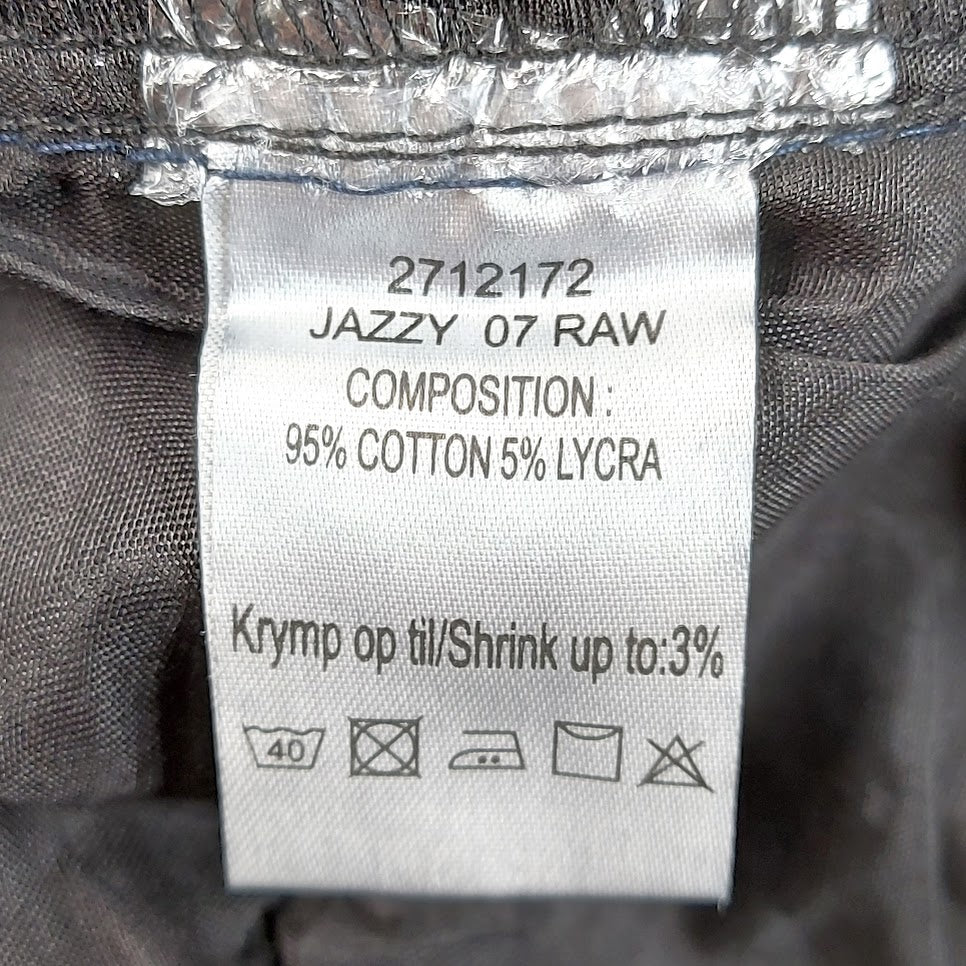 2712172
JAZZY 07 RAW
COMPOSITION :
95% COTTON 5% LYCRA
Krymp op til/Shrink up to:3%
40